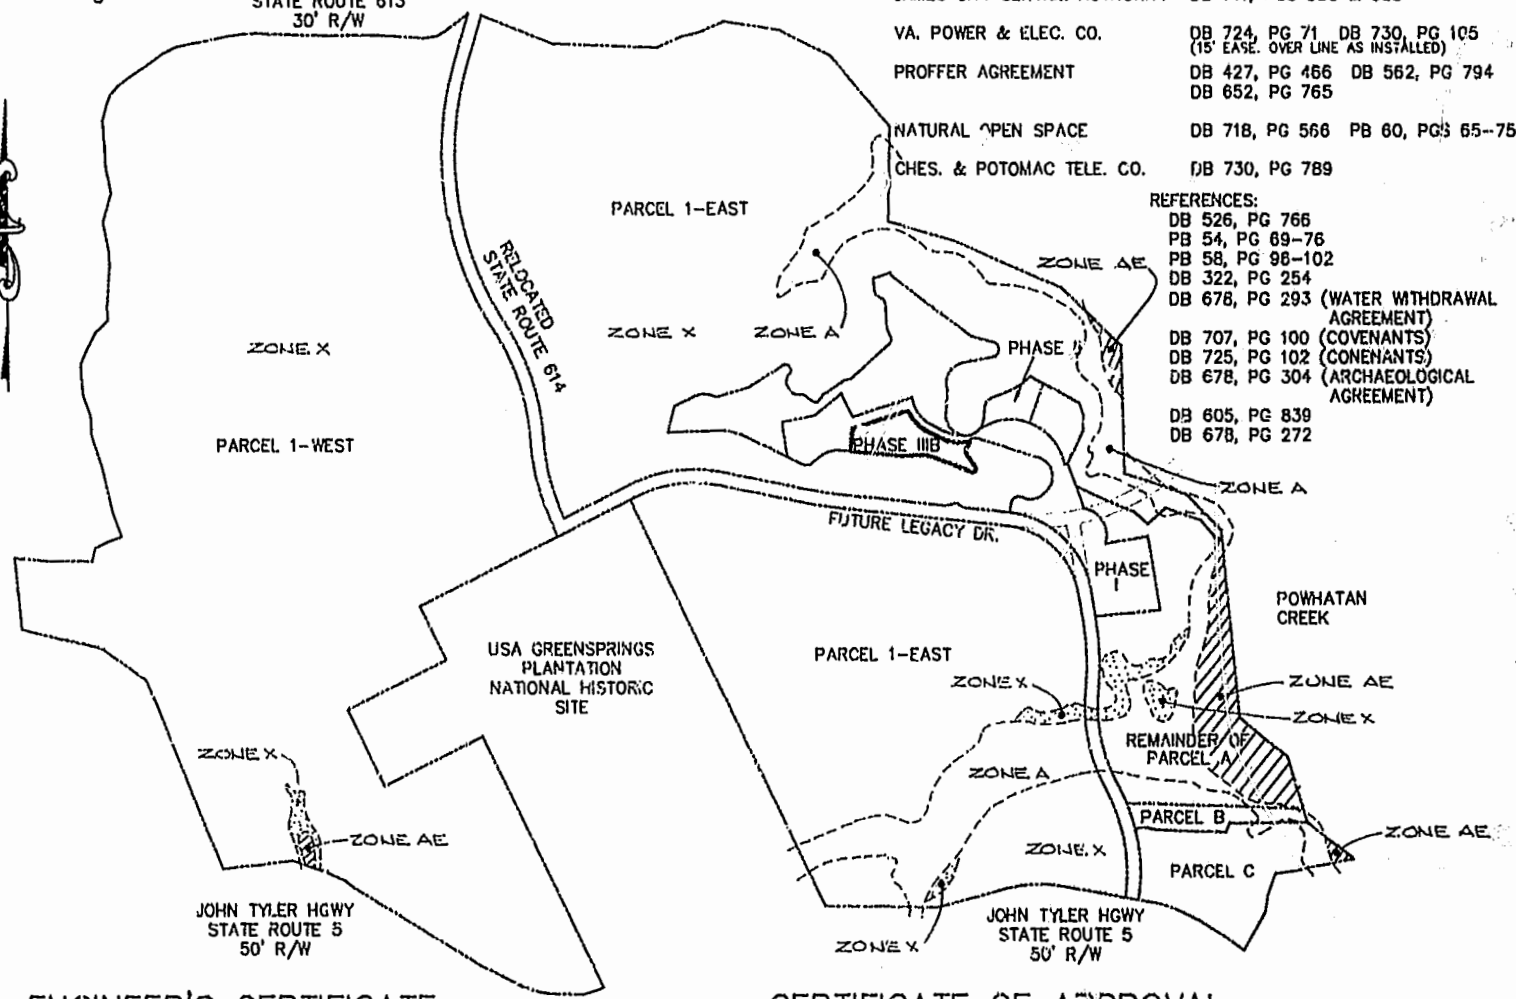 STATE ROUTE 613
30' R/W
VA. POWER & ELEC. CO. DB 724, PG 71 DB 730, PG 105
(15' EASE. OVER LINE AS INSTALLED)
PROFFER AGREEMENT DB 427, PG 466 DB 562, PG 794
DB 652, PG 765
NATURAL OPEN SPACE DB 718, PG 566 PB 60, PGS 65-75
CHES. & POTOMAC TELE. CO. DB 730, PG 789
REFERENCES:
DB 526, PG 766
PB 54, PG 69-76
PB 58, PG 96-102
DB 322, PG 254
DB 678, PG 293 (WATER WITHDRAWAL
AGREEMENT)
DB 707, PG 100 (COVENANTS)
DB 725, PG 102 (CONENANTS)
DB 678, PG 304 (ARCHAEOLOGICAL
AGREEMENT)
DB 605, PG 839
DB 678, PG 272
PARCEL 1-EAST
ZONE AE
RELOCATED
STATE ROUTE 614
ZONE X
ZONE X
ZONE A
PHASE II
PARCEL 1-WEST
PHASE IIIB
ZONE A
FUTURE LEGACY DR.
PHASE
I
POWHATAN
CREEK
USA GREENSPRINGS
PLANTATION
NATIONAL HISTORIC
SITE
PARCEL 1-EAST
ZONE X
ZONE AE
ZONE X
REMAINDER OF
PARCEL A
ZONE X
ZONE A
PARCEL B
ZONE AE
ZONE AE
ZONE X
PARCEL C
JOHN TYLER HGWY
STATE ROUTE 5
50' R/W
JOHN TYLER HGWY
STATE ROUTE 5
50' R/W
ZONE X
ENGINEER'S CERTIFICATE
CERTIFICATE OF APPROVAL